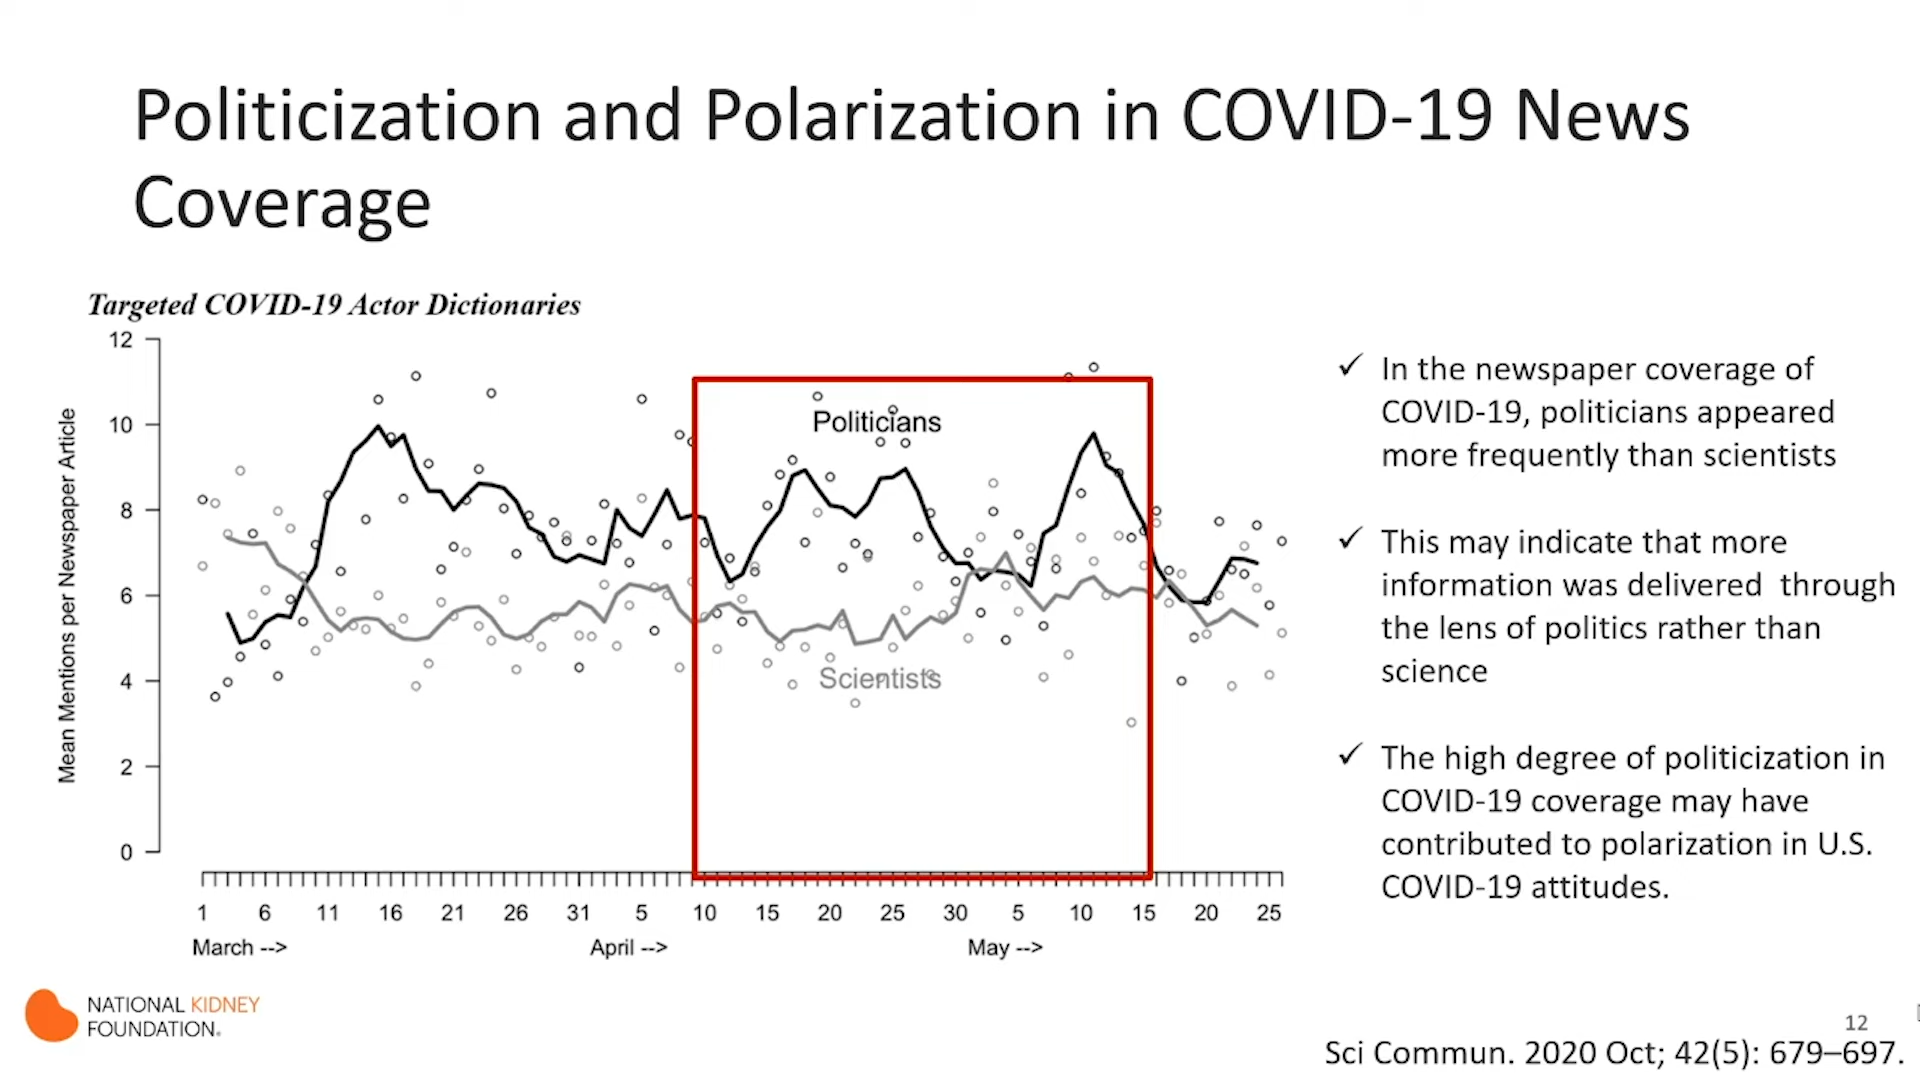 Politicization and Polarization in COVID-19 News
Coverage
Targeted COVID-19 Actor Dictionaries
Mean Mentions per Newspaper Article
12
10
8
6
4
2
0
Politicians
Scientists
1 6 11 16 21 26 31 5 10 15 20 25 30 5 10 15 20 25
March --> April --> May -->
✓ In the newspaper coverage of
COVID-19, politicians appeared
more frequently than scientists
✓ This may indicate that more
information was delivered through
the lens of politics rather than
science
✓ The high degree of politicization in
COVID-19 coverage may have
contributed to polarization in U.S.
COVID-19 attitudes.
NATIONAL KIDNEY
FOUNDATION®
12
Sci Commun. 2020 Oct; 42(5): 679–697.